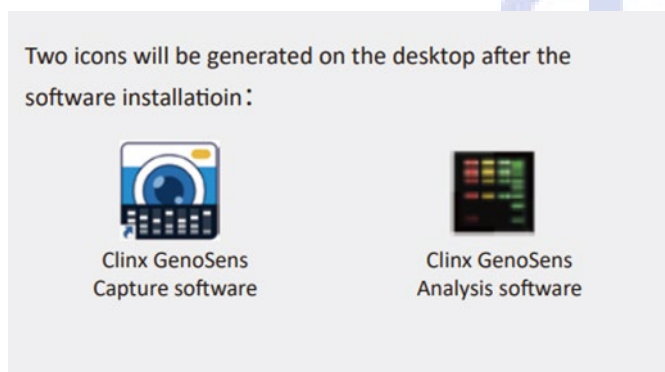 Two icons will be generated on the desktop after the
software installatioin：
Clinx GenoSens
Capture software
Clinx GenoSens
Analysis software